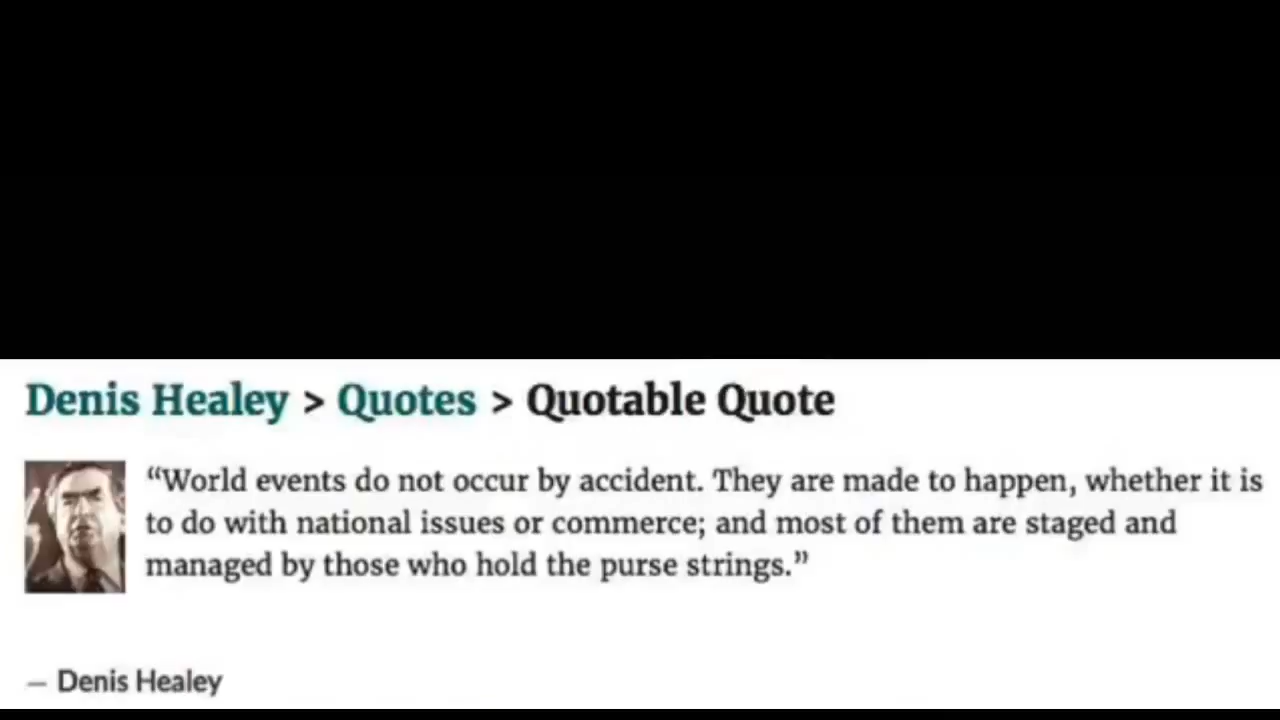 Denis Healey > Quotes > Quotable Quote
“World events do not occur by accident. They are made to happen, whether it is
to do with national issues or commerce; and most of them are staged and
managed by those who hold the purse strings.”
— Denis Healey